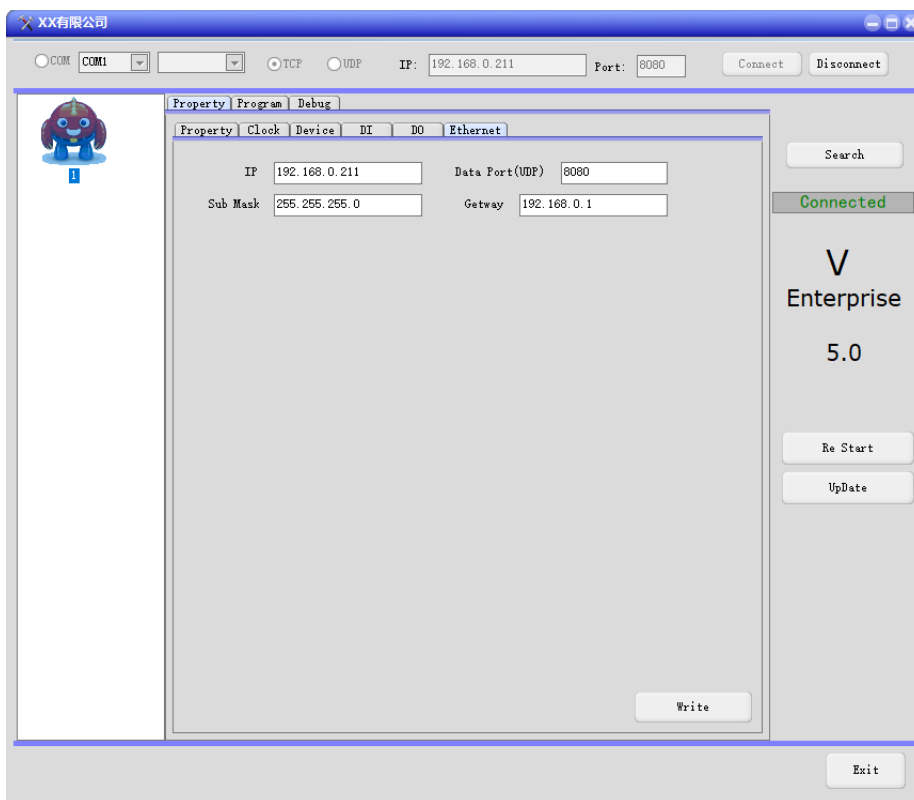 XX有限公司
COM COM1 TCP UDP IP: 192.168.0.211 Port: 8080 Connect Disconnect
Property Program Debug
Property Clock Device DI DO Ethernet
IP 192.168.0.211 Data Port(UDP) 8080
Sub Mask 255.255.255.0 Getway 192.168.0.1
1
Search
Connected
V
Enterprise
5.0
Re Start
UpDate
Write
Exit